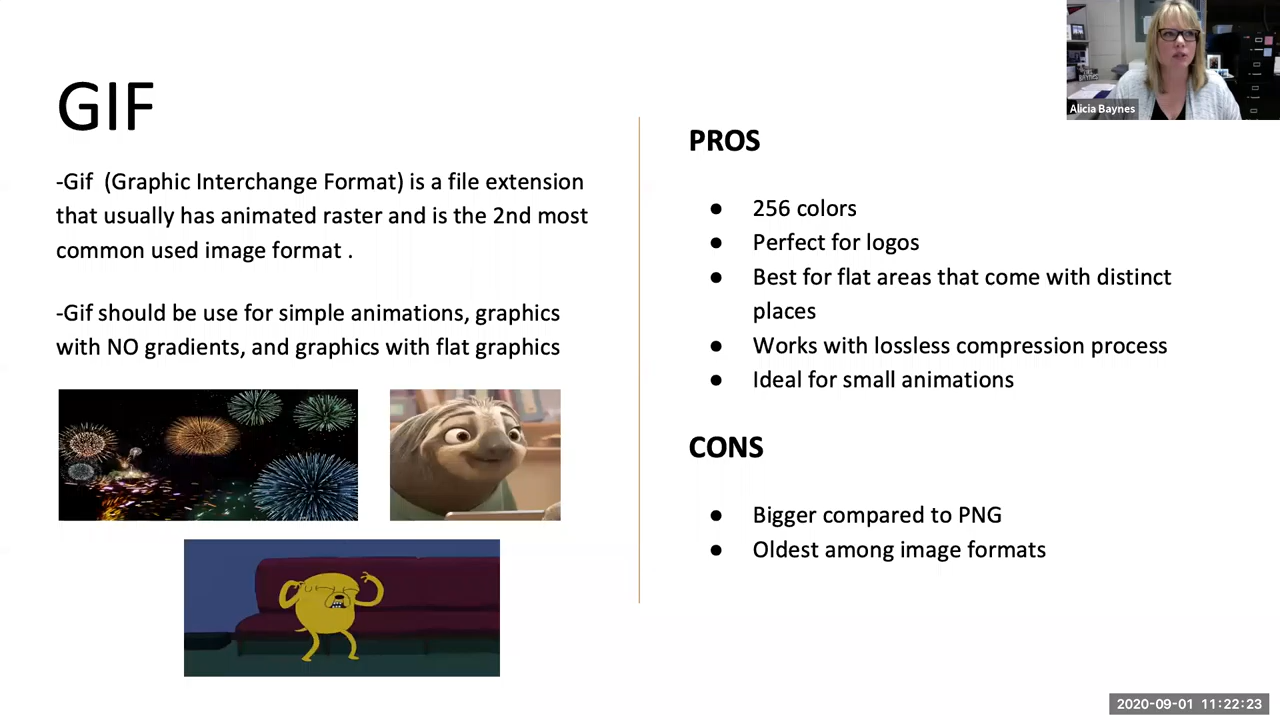 GIF
-Gif (Graphic Interchange Format) is a file extension
that usually has animated raster and is the 2nd most
common used image format .
-Gif should be use for simple animations, graphics
with NO gradients, and graphics with flat graphics
PROS
● 256 colors
● Perfect for logos
● Best for flat areas that come with distinct
places
● Works with lossless compression process
● Ideal for small animations
CONS
● Bigger compared to PNG
● Oldest among image formats
Alicia Baynes
2020-09-01 11:22:23